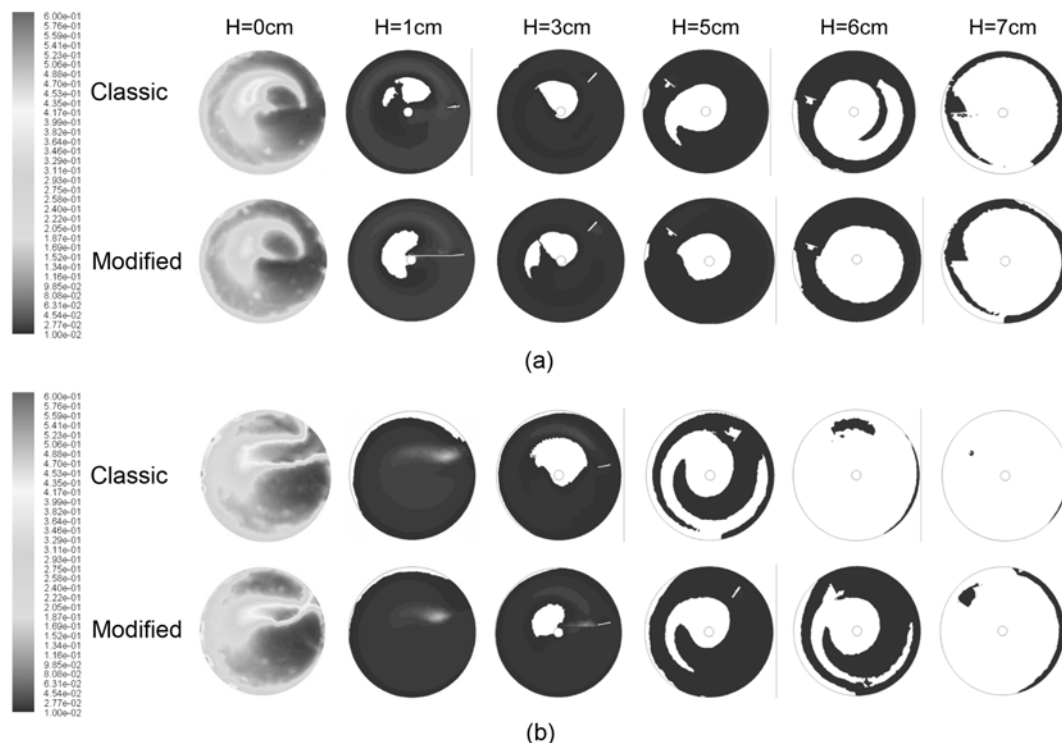 H=0cm H=1cm H=3cm H=5cm H=6cm H=7cm
6.00e-01
5.76e-01
5.59e-01
5.41e-01
5.23e-01
5.06e-01
4.88e-01
4.70e-01
4.53e-01
4.35e-01
4.17e-01
3.99e-01
3.82e-01
3.64e-01
3.46e-01
3.29e-01
3.11e-01
2.93e-01
2.75e-01
2.58e-01
2.40e-01
2.22e-01
2.05e-01
1.87e-01
1.69e-01
1.52e-01
1.34e-01
1.16e-01
9.85e-02
8.08e-02
6.31e-02
4.54e-02
2.77e-02
1.00e-02
Classic
Modified
(a)
6.00e-01
5.76e-01
5.59e-01
5.41e-01
5.23e-01
5.06e-01
4.88e-01
4.70e-01
4.53e-01
4.35e-01
4.17e-01
3.99e-01
3.82e-01
3.64e-01
3.46e-01
3.29e-01
3.11e-01
2.93e-01
2.75e-01
2.58e-01
2.40e-01
2.22e-01
2.05e-01
1.87e-01
1.69e-01
1.52e-01
1.34e-01
1.16e-01
9.85e-02
8.08e-02
6.31e-02
4.54e-02
2.77e-02
1.00e-02
Classic
Modified
(b)